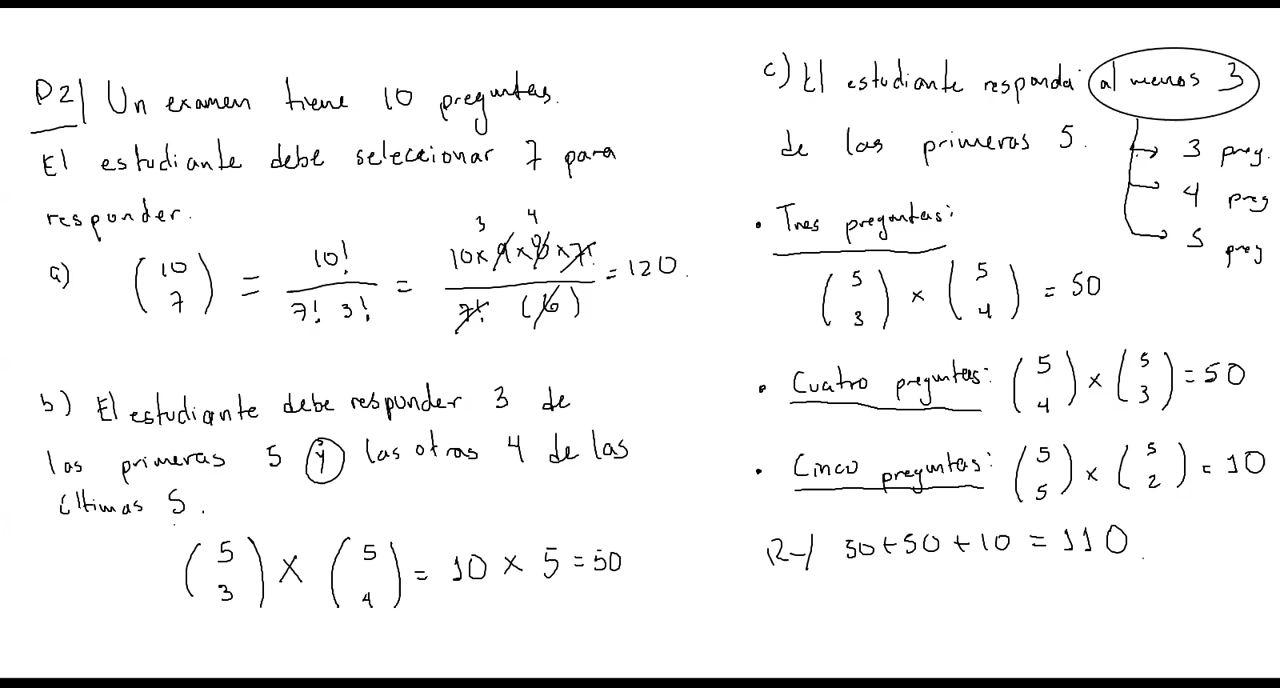 P2| Un examen tiene 10 preguntas.
El estudiante debe seleccionar 7 para
responder.
a) (10 7) = 10! / 7! 3! = 10 x 9 x 8 x 7! / 7! (6) = 120.
3 4
b) El estudiante debe responder 3 de
las primeras 5 y las otras 4 de las
últimas 5.
(5 3) x (5 4) = 10 x 5 = 50
c) El estudiante responda al menos 3
de las primeras 5.
→ 3 preg.
→ 4 preg
→ 5 preg
• Tres preguntas:
(5 3) x (5 4) = 50
• Cuatro preguntas: (5 4) x (5 3) = 50
• Cinco preguntas: (5 5) x (5 2) = 10
R-/ 50 + 50 + 10 = 110.